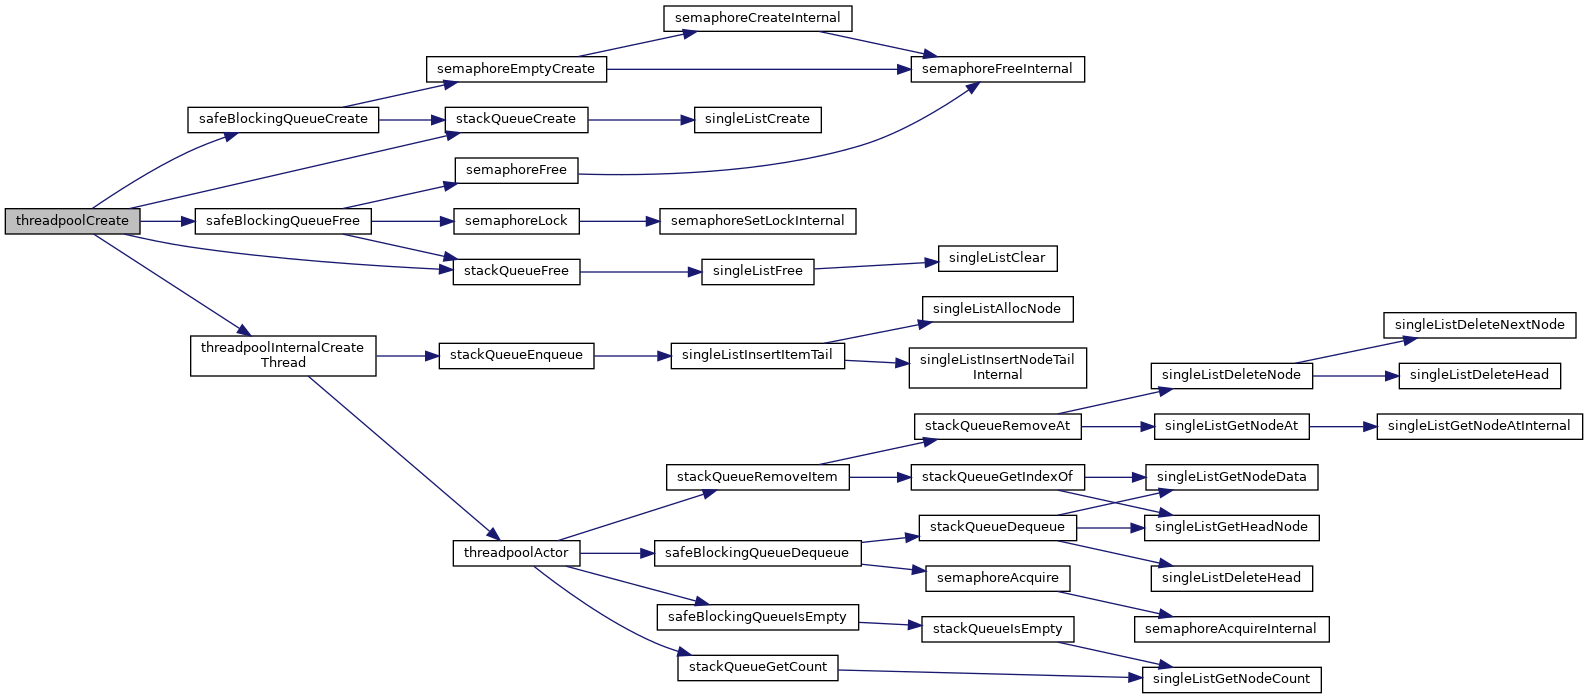 semaphoreCreateInternal
semaphoreEmptyCreate
semaphoreFreeInternal
safeBlockingQueueCreate
stackQueueCreate
singleListCreate
semaphoreFree
threadpoolCreate
safeBlockingQueueFree
semaphoreLock
semaphoreSetLockInternal
stackQueueFree
singleListFree
singleListClear
singleListAllocNode
threadpoolInternalCreate
Thread
stackQueueEnqueue
singleListInsertItemTail
singleListInsertNodeTail
Internal
singleListDeleteNextNode
singleListDeleteNode
singleListDeleteHead
stackQueueRemoveAt
singleListGetNodeAt
singleListGetNodeAtInternal
stackQueueRemoveItem
stackQueueGetIndexOf
singleListGetNodeData
stackQueueDequeue
singleListGetHeadNode
threadpoolActor
safeBlockingQueueDequeue
semaphoreAcquire
singleListDeleteHead
safeBlockingQueueIsEmpty
stackQueueIsEmpty
semaphoreAcquireInternal
stackQueueGetCount
singleListGetNodeCount